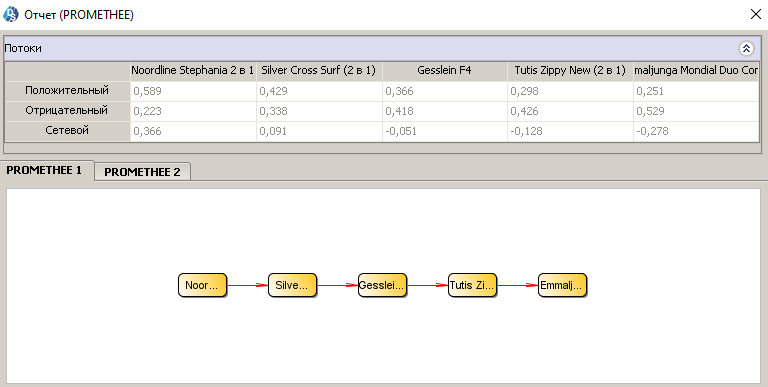 Отчет (PROMETHEE)
Потоки
Noordline Stephania 2 в 1 Silver Cross Surf (2 в 1) Gesslein F4 Tutis Zippy New (2 в 1) maljunga Mondial Duo Cor
Положительный 0,589 0,429 0,366 0,298 0,251
Отрицательный 0,223 0,338 0,418 0,426 0,529
Сетевой 0,366 0,091 -0,051 -0,128 -0,278
PROMETHEE 1 PROMETHEE 2
Noor... Silve... Gesslei... Tutis Zi... Emmalj...